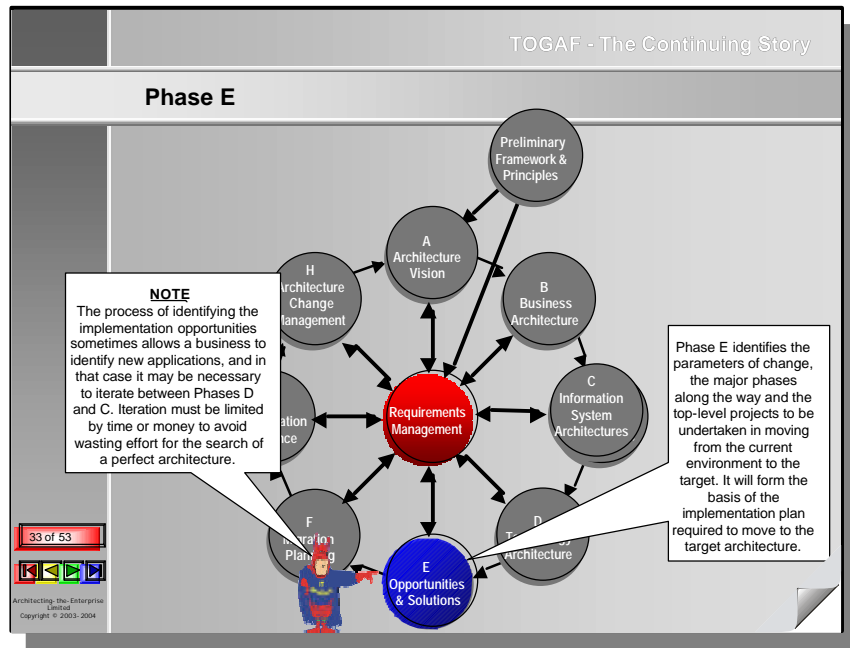 TOGAF - The Continuing Story
Phase E
Preliminary
Framework &
Principles
A
Architecture
Vision
H
Architecture
Change
Management
B
Business
Architecture
NOTE
The process of identifying the
implementation opportunities
sometimes allows a business to
identify new applications, and in
that case it may be necessary
to iterate between Phases D
and C. Iteration must be limited
by time or money to avoid
wasting effort for the search of
a perfect architecture.
Phase E identifies the
parameters of change,
the major phases
along the way and the
top-level projects to be
undertaken in moving
from the current
environment to the
target. It will form the
basis of the
implementation plan
required to move to the
target architecture.
C
Information
System
Architectures
Requirements
Management
F
Migration
Planning
D
Architecture
E
Opportunities
& Solutions
33 of 53
Architecting-the-Enterprise
Limited
Copyright © 2003-2004